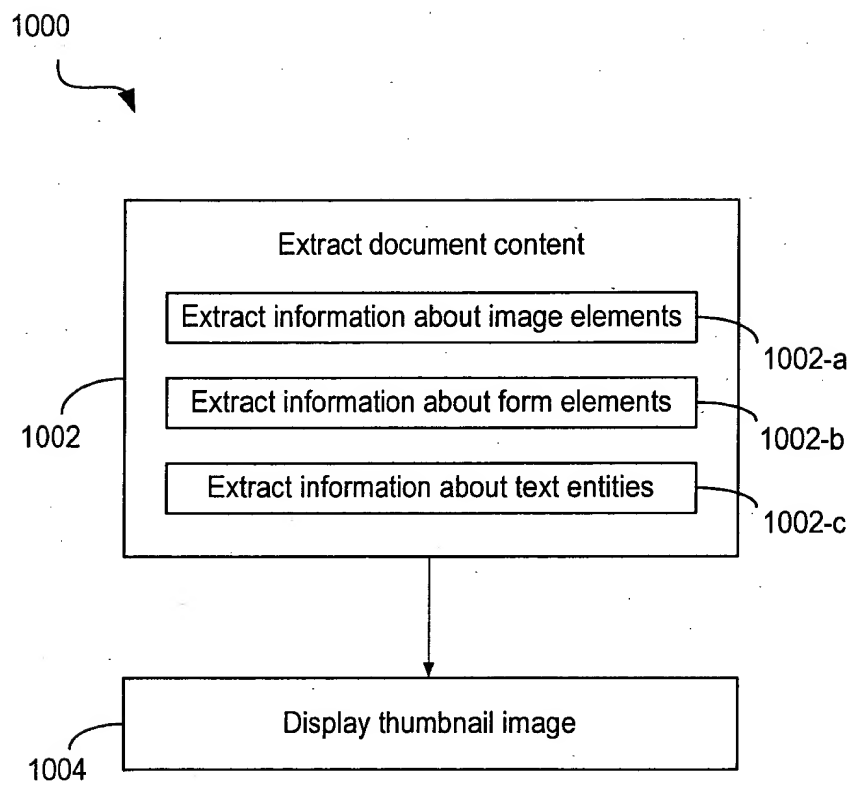 1000
Extract document content
Extract information about image elements
1002-a
Extract information about form elements
1002
1002-b
Extract information about text entities
1002-c
Display thumbnail image
1004